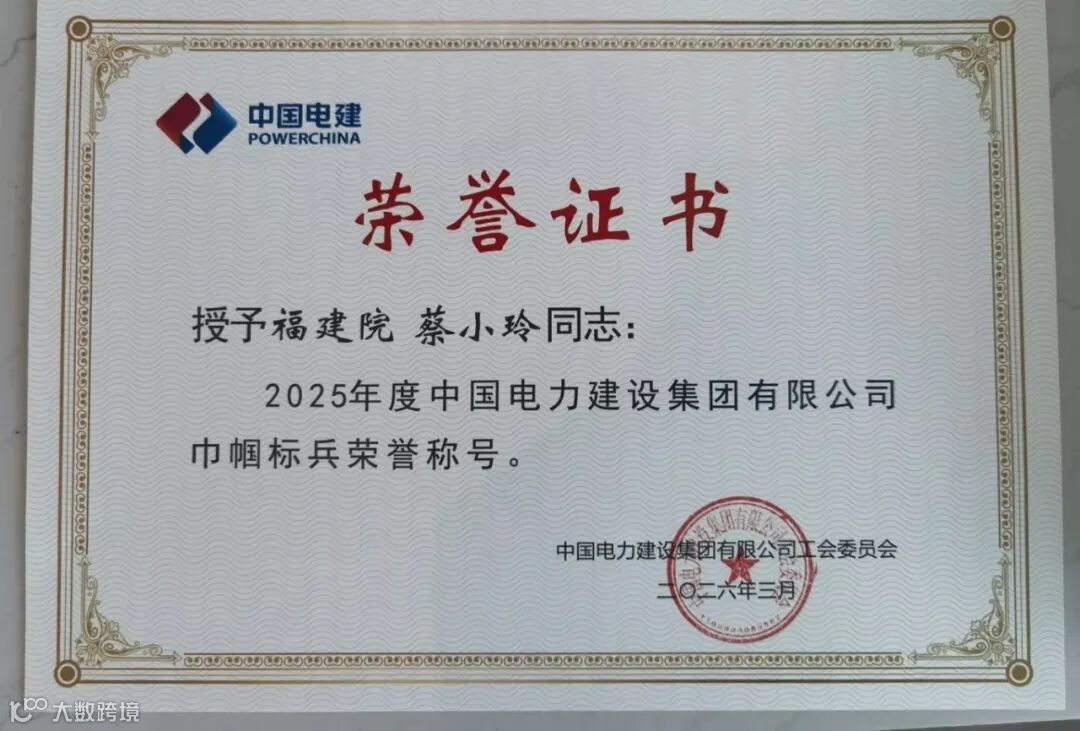 中国电建
POWERCHINA
荣誉证书
授予福建院 蔡小玲同志：
2025年度中国电力建设集团有限公司
巾帼标兵荣誉称号。
中国电力建设集团有限公司工会委员会
二〇二六年三月
大数跨境